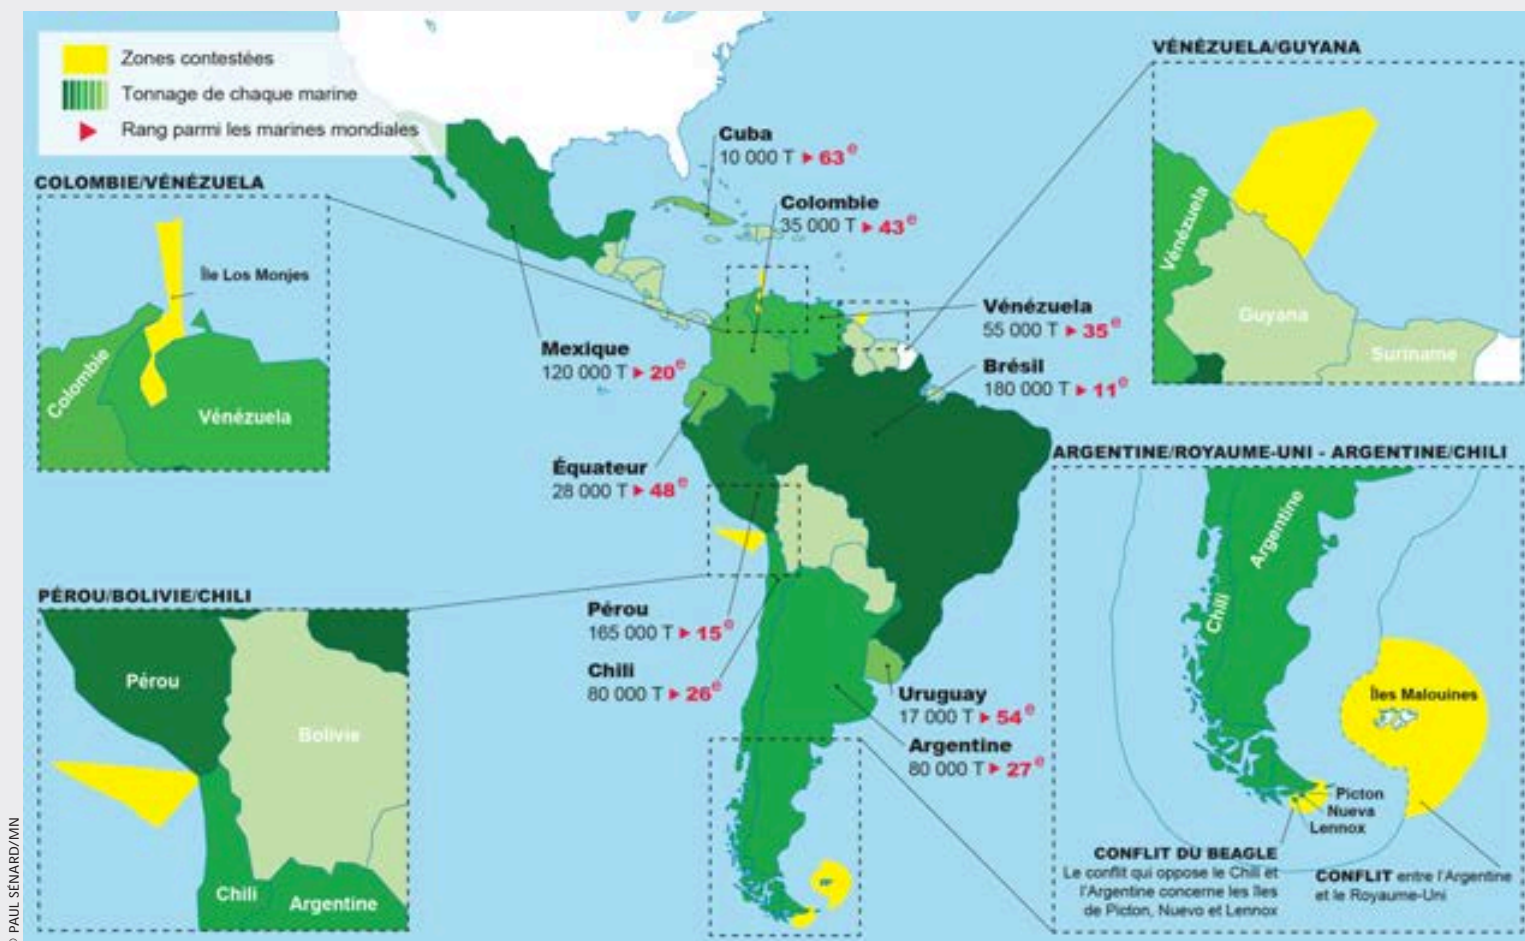 Zones contestées
Tonnage de chaque marine
Rang parmi les marines mondiales
COLOMBIE/VÉNÉZUELA
Île Los Monjes
Colombie
Vénézuela
Cuba
10 000 T ▶ 63e
Colombie
35 000 T ▶ 43e
Vénézuela
55 000 T ▶ 35e
Brésil
180 000 T ▶ 11e
Mexique
120 000 T ▶ 20e
Équateur
28 000 T ▶ 48e
Pérou
165 000 T ▶ 15e
Chili
80 000 T ▶ 26e
Uruguay
17 000 T ▶ 54e
Argentine
80 000 T ▶ 27e
VÉNÉZUELA/GUYANA
Vénézuela
Guyana
Suriname
PÉROU/BOLIVIE/CHILI
Pérou
Bolivie
Chili
Argentine
ARGENTINE/ROYAUME-UNI - ARGENTINE/CHILI
Argentine
Chili
Îles Malouines
Picton
Nueva
Lennox
CONFLIT DU BEAGLE
Le conflit qui oppose le Chili et
l'Argentine concerne les îles
de Picton, Nuevo et Lennox
CONFLIT entre l'Argentine
et le Royaume-Uni
© PAUL SÉNARD/MN